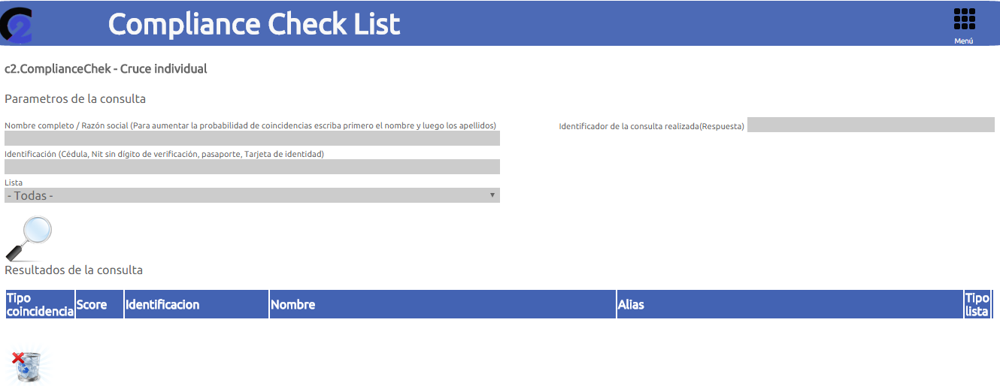 C2
Compliance Check List
Menú
c2.ComplianceChek - Cruce individual
Parametros de la consulta
Nombre completo / Razón social (Para aumentar la probabilidad de coincidencias escriba primero el nombre y luego los apellidos)
Identificador de la consulta realizada(Respuesta)
Identificación (Cédula, Nit sin dígito de verificación, pasaporte, Tarjeta de identidad)
Lista
- Todas -
Resultados de la consulta
Tipo coincidencia Score Identificacion Nombre Alias Tipo lista